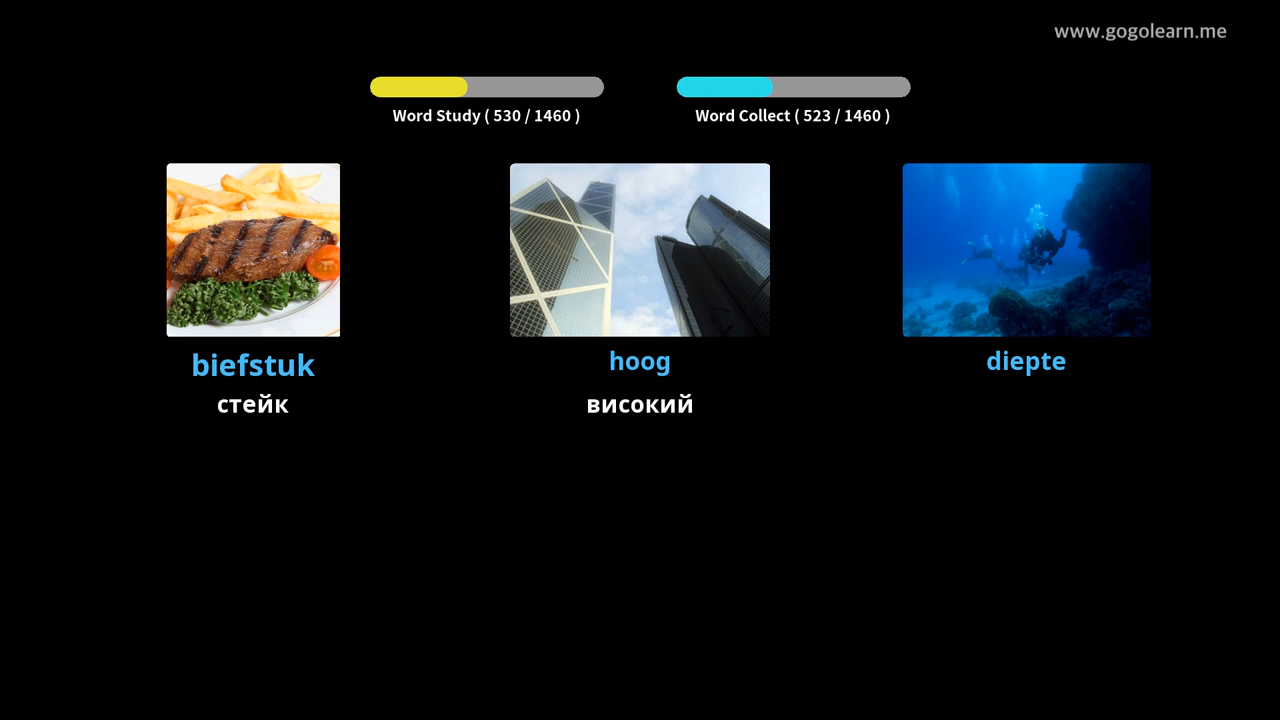 www.gogolearn.me
Word Study ( 530 / 1460 )
Word Collect ( 523 / 1460 )
biefstuk
hoog
diepte
стейк
високий